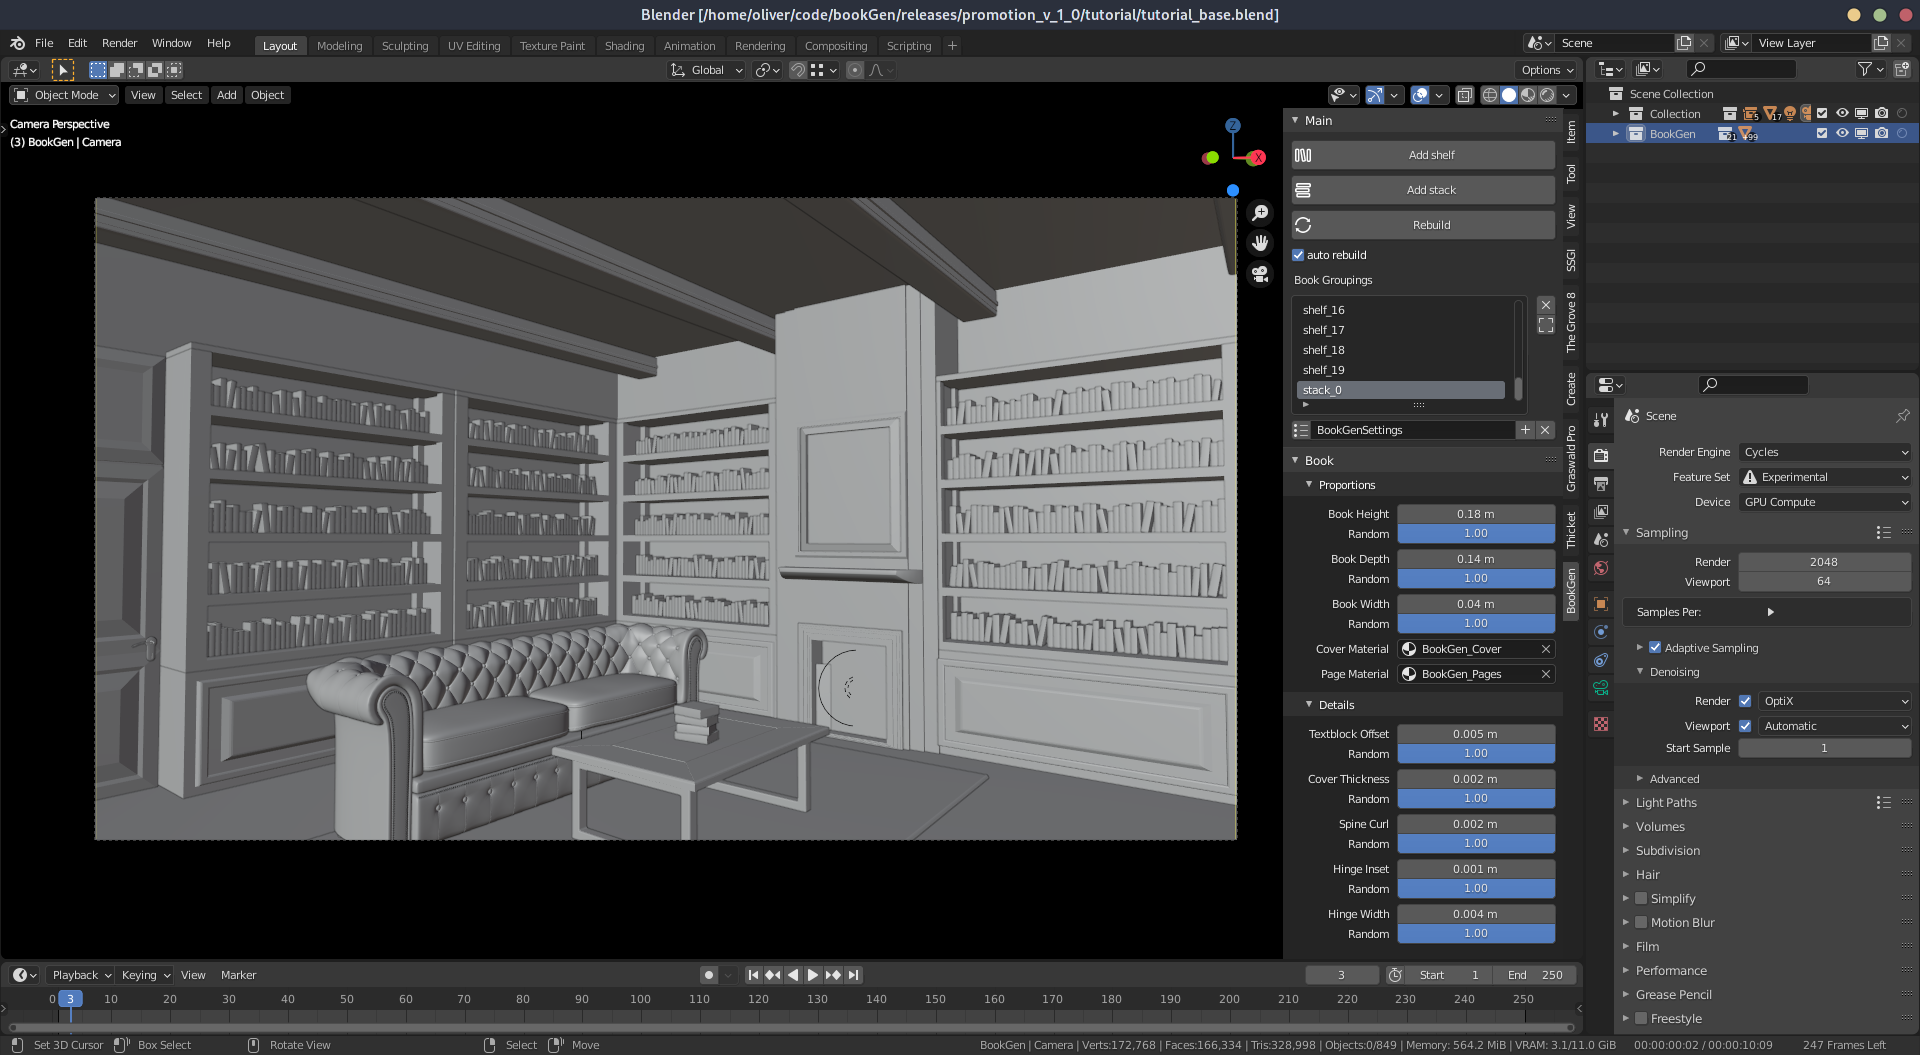 Blender [/home/oliver/code/bookGen/releases/promotion_v_1_0/tutorial/tutorial_base.blend]
File Edit Render Window Help Layout Modeling Sculpting UV Editing Texture Paint Shading Animation Rendering Compositing Scripting + Scene View Layer
Global Options
Object Mode View Select Add Object
Camera Perspective
(3) BookGen | Camera
Z
X
Main
Add shelf
Add stack
Rebuild
auto rebuild
Book Groupings
shelf_16
shelf_17
shelf_18
shelf_19
stack_0
BookGenSettings
Book
Proportions
Book Height 0.18 m
Random 1.00
Book Depth 0.14 m
Random 1.00
Book Width 0.04 m
Random 1.00
Cover Material BookGen_Cover
Page Material BookGen_Pages
Details
Textblock Offset 0.005 m
Random 1.00
Cover Thickness 0.002 m
Random 1.00
Spine Curl 0.002 m
Random 1.00
Hinge Inset 0.001 m
Random 1.00
Hinge Width 0.004 m
Random 1.00
Item
Tool
View
SSGI
The Grove 8
Create
Graswald Pro
Thicket
BookGen
Scene Collection
Collection 5 17
BookGen 21 +99
Scene
Render Engine Cycles
Feature Set Experimental
Device GPU Compute
Sampling
Render 2048
Viewport 64
Samples Per:
Adaptive Sampling
Denoising
Render OptiX
Viewport Automatic
Start Sample 1
Advanced
Light Paths
Volumes
Subdivision
Hair
Simplify
Motion Blur
Film
Performance
Grease Pencil
Freestyle
Playback Keying View Marker 3 Start 1 End 250
0 3 10 20 30 40 50 60 70 80 90 100 110 120 130 140 150 160 170 180 190 200 210 220 230 240 250
Set 3D Cursor Box Select Rotate View Select Move BookGen | Camera | Verts:172,768 | Faces:166,334 | Tris:328,998 | Objects:0/849 | Memory: 564.2 MiB | VRAM: 3.1/11.0 GiB 00:00:00:02 / 00:00:10:09 247 Frames Left